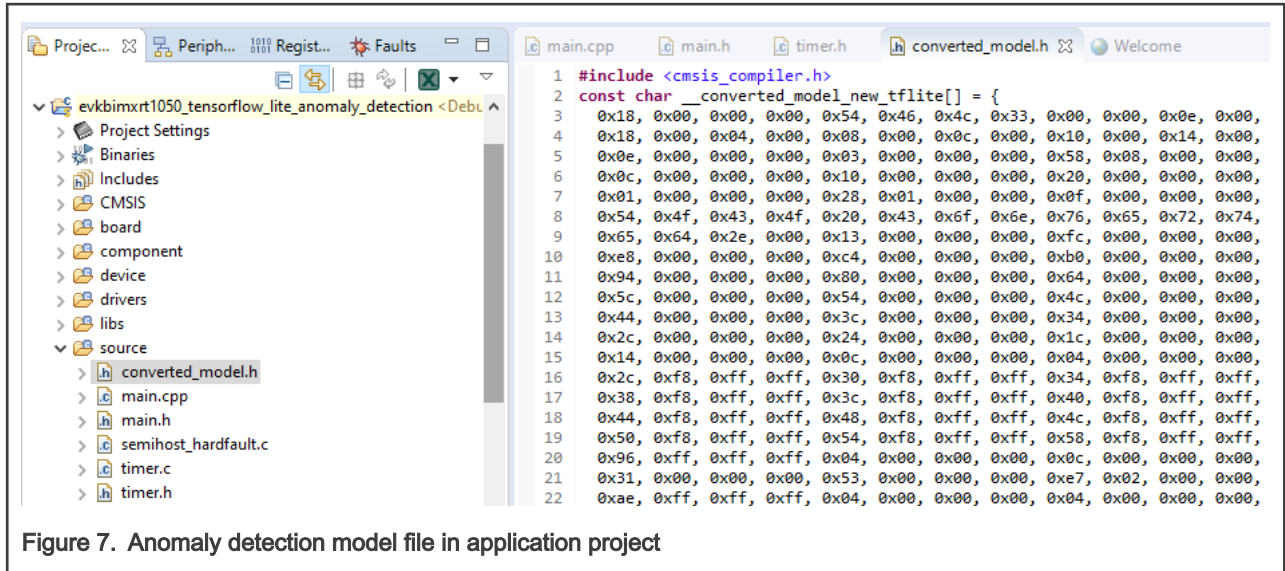 Projec... Periph... Regist... Faults
evkbimxrt1050_tensorflow_lite_anomaly_detection <Debu
Project Settings
Binaries
Includes
CMSIS
board
component
device
drivers
libs
source
converted_model.h
main.cpp
main.h
semihost_hardfault.c
timer.c
timer.h
main.cpp main.h timer.h converted_model.h Welcome
1 #include <cmsis_compiler.h>
2 const char __converted_model_new_tflite[] = {
3 0x18, 0x00, 0x00, 0x00, 0x54, 0x46, 0x4c, 0x33, 0x00, 0x00, 0x0e, 0x00,
4 0x18, 0x00, 0x04, 0x00, 0x08, 0x00, 0x0c, 0x00, 0x10, 0x00, 0x14, 0x00,
5 0x0e, 0x00, 0x00, 0x00, 0x03, 0x00, 0x00, 0x00, 0x58, 0x08, 0x00, 0x00,
6 0x0c, 0x00, 0x00, 0x00, 0x10, 0x00, 0x00, 0x00, 0x20, 0x00, 0x00, 0x00,
7 0x01, 0x00, 0x00, 0x00, 0x28, 0x01, 0x00, 0x00, 0x0f, 0x00, 0x00, 0x00,
8 0x54, 0x4f, 0x43, 0x4f, 0x20, 0x43, 0x6f, 0x6e, 0x76, 0x65, 0x72, 0x74,
9 0x65, 0x64, 0x2e, 0x00, 0x13, 0x00, 0x00, 0x00, 0xfc, 0x00, 0x00, 0x00,
10 0xe8, 0x00, 0x00, 0x00, 0xc4, 0x00, 0x00, 0x00, 0xb0, 0x00, 0x00, 0x00,
11 0x94, 0x00, 0x00, 0x00, 0x80, 0x00, 0x00, 0x00, 0x64, 0x00, 0x00, 0x00,
12 0x5c, 0x00, 0x00, 0x00, 0x54, 0x00, 0x00, 0x00, 0x4c, 0x00, 0x00, 0x00,
13 0x44, 0x00, 0x00, 0x00, 0x3c, 0x00, 0x00, 0x00, 0x34, 0x00, 0x00, 0x00,
14 0x2c, 0x00, 0x00, 0x00, 0x24, 0x00, 0x00, 0x00, 0x1c, 0x00, 0x00, 0x00,
15 0x14, 0x00, 0x00, 0x00, 0x0c, 0x00, 0x00, 0x00, 0x04, 0x00, 0x00, 0x00,
16 0x2c, 0xf8, 0xff, 0xff, 0x30, 0xf8, 0xff, 0xff, 0x34, 0xf8, 0xff, 0xff,
17 0x38, 0xf8, 0xff, 0xff, 0x3c, 0xf8, 0xff, 0xff, 0x40, 0xf8, 0xff, 0xff,
18 0x44, 0xf8, 0xff, 0xff, 0x48, 0xf8, 0xff, 0xff, 0x4c, 0xf8, 0xff, 0xff,
19 0x50, 0xf8, 0xff, 0xff, 0x54, 0xf8, 0xff, 0xff, 0x58, 0xf8, 0xff, 0xff,
20 0x96, 0xff, 0xff, 0xff, 0x04, 0x00, 0x00, 0x00, 0x0c, 0x00, 0x00, 0x00,
21 0x31, 0x00, 0x00, 0x00, 0x53, 0x00, 0x00, 0x00, 0xe7, 0x02, 0x00, 0x00,
22 0xae, 0xff, 0xff, 0xff, 0x04, 0x00, 0x00, 0x00, 0x04, 0x00, 0x00, 0x00,
Figure 7. Anomaly detection model file in application project